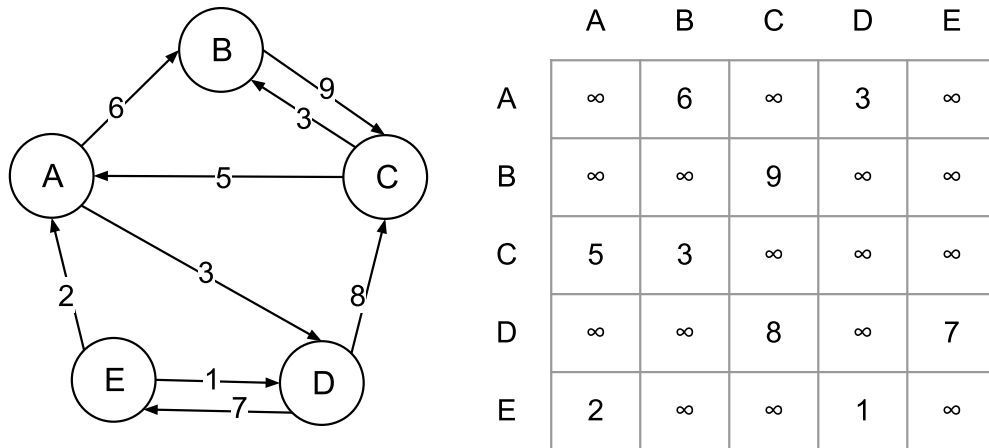 B
6
9
3
A
5
C
3
2
8
E
1
D
7
A B C D E
A ∞ 6 ∞ 3 ∞
B ∞ ∞ 9 ∞ ∞
C 5 3 ∞ ∞ ∞
D ∞ ∞ 8 ∞ 7
E 2 ∞ ∞ 1 ∞